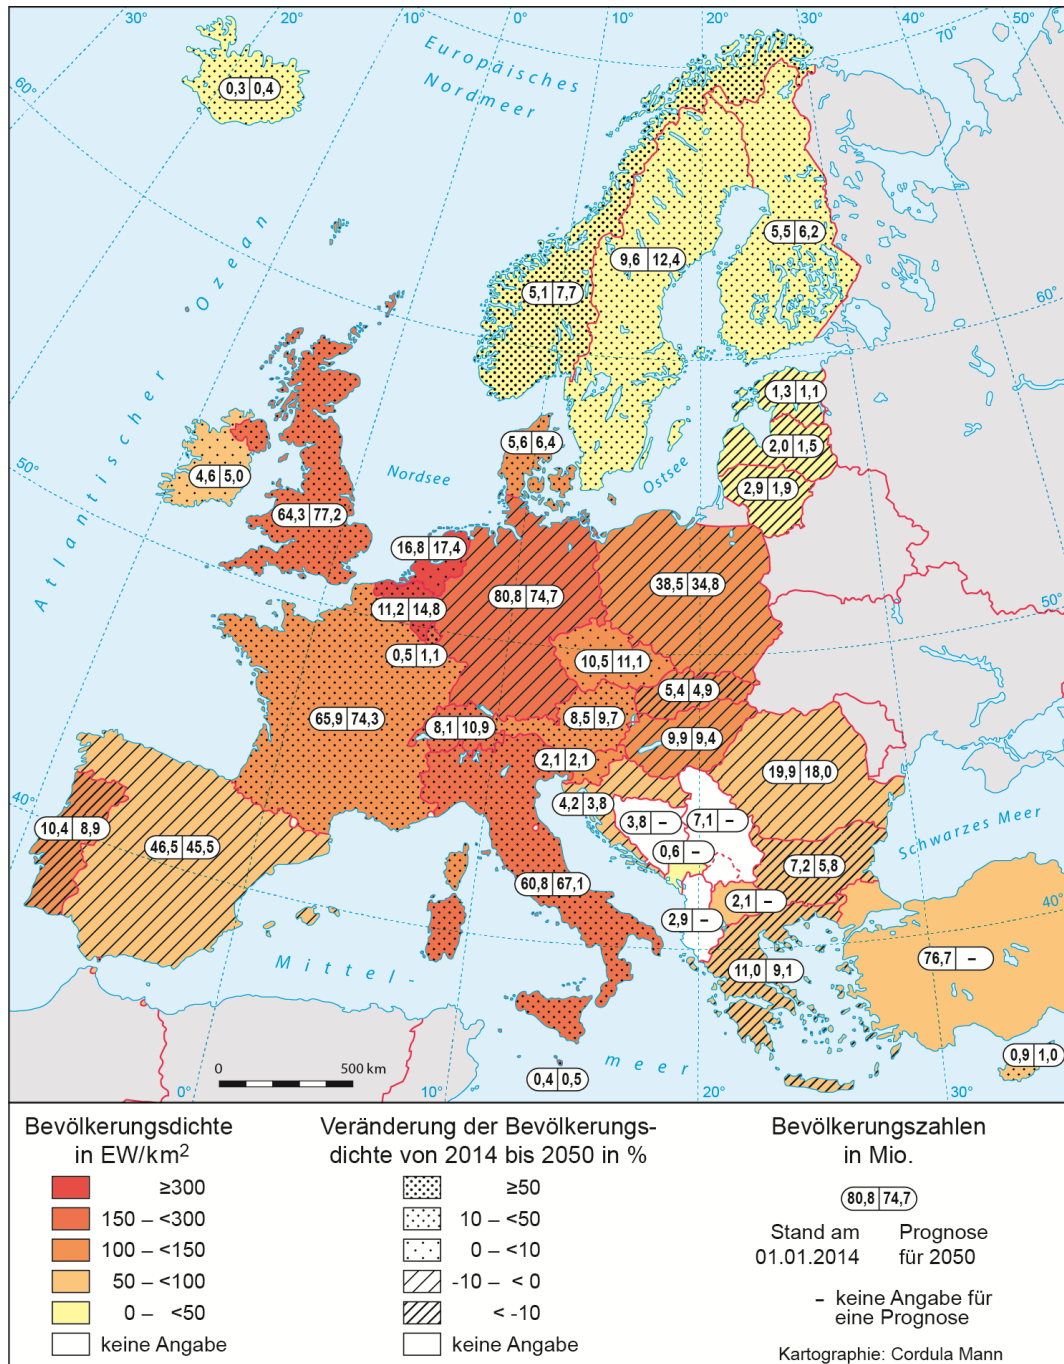 30°
20°
10°
0°
10°
20°
30°
40°
50°
60°
70°
50°
40°
60°
50°
40°
0°
10°
20°
30°
Europäisches
Nordmeer
Atlantischer Ozean
Nordsee
Ostsee
Schwarzes Meer
Mittel-
meer
0,3 0,4
5,5 6,2
9,6 12,4
5,1 7,7
1,3 1,1
2,0 1,5
2,9 1,9
5,6 6,4
4,6 5,0
64,3 77,2
16,8 17,4
11,2 14,8
0,5 1,1
80,8 74,7
38,5 34,8
10,5 11,1
5,4 4,9
65,9 74,3
8,1 10,9
8,5 9,7
9,9 9,4
2,1 2,1
19,9 18,0
4,2 3,8
3,8 –
7,1 –
0,6 –
10,4 8,9
46,5 45,5
7,2 5,8
60,8 67,1
2,1 –
2,9 –
11,0 9,1
76,7 –
0,9 1,0
0,4 0,5
0 500 km
Bevölkerungsdichte
in EW/km²
≥300
150 – <300
100 – <150
50 – <100
0 – <50
keine Angabe
Veränderung der Bevölkerungs-
dichte von 2014 bis 2050 in %
≥50
10 – <50
0 – <10
-10 – < 0
< -10
keine Angabe
Bevölkerungszahlen
in Mio.
80,8 74,7
Stand am Prognose
01.01.2014 für 2050
– keine Angabe für
eine Prognose
Kartographie: Cordula Mann